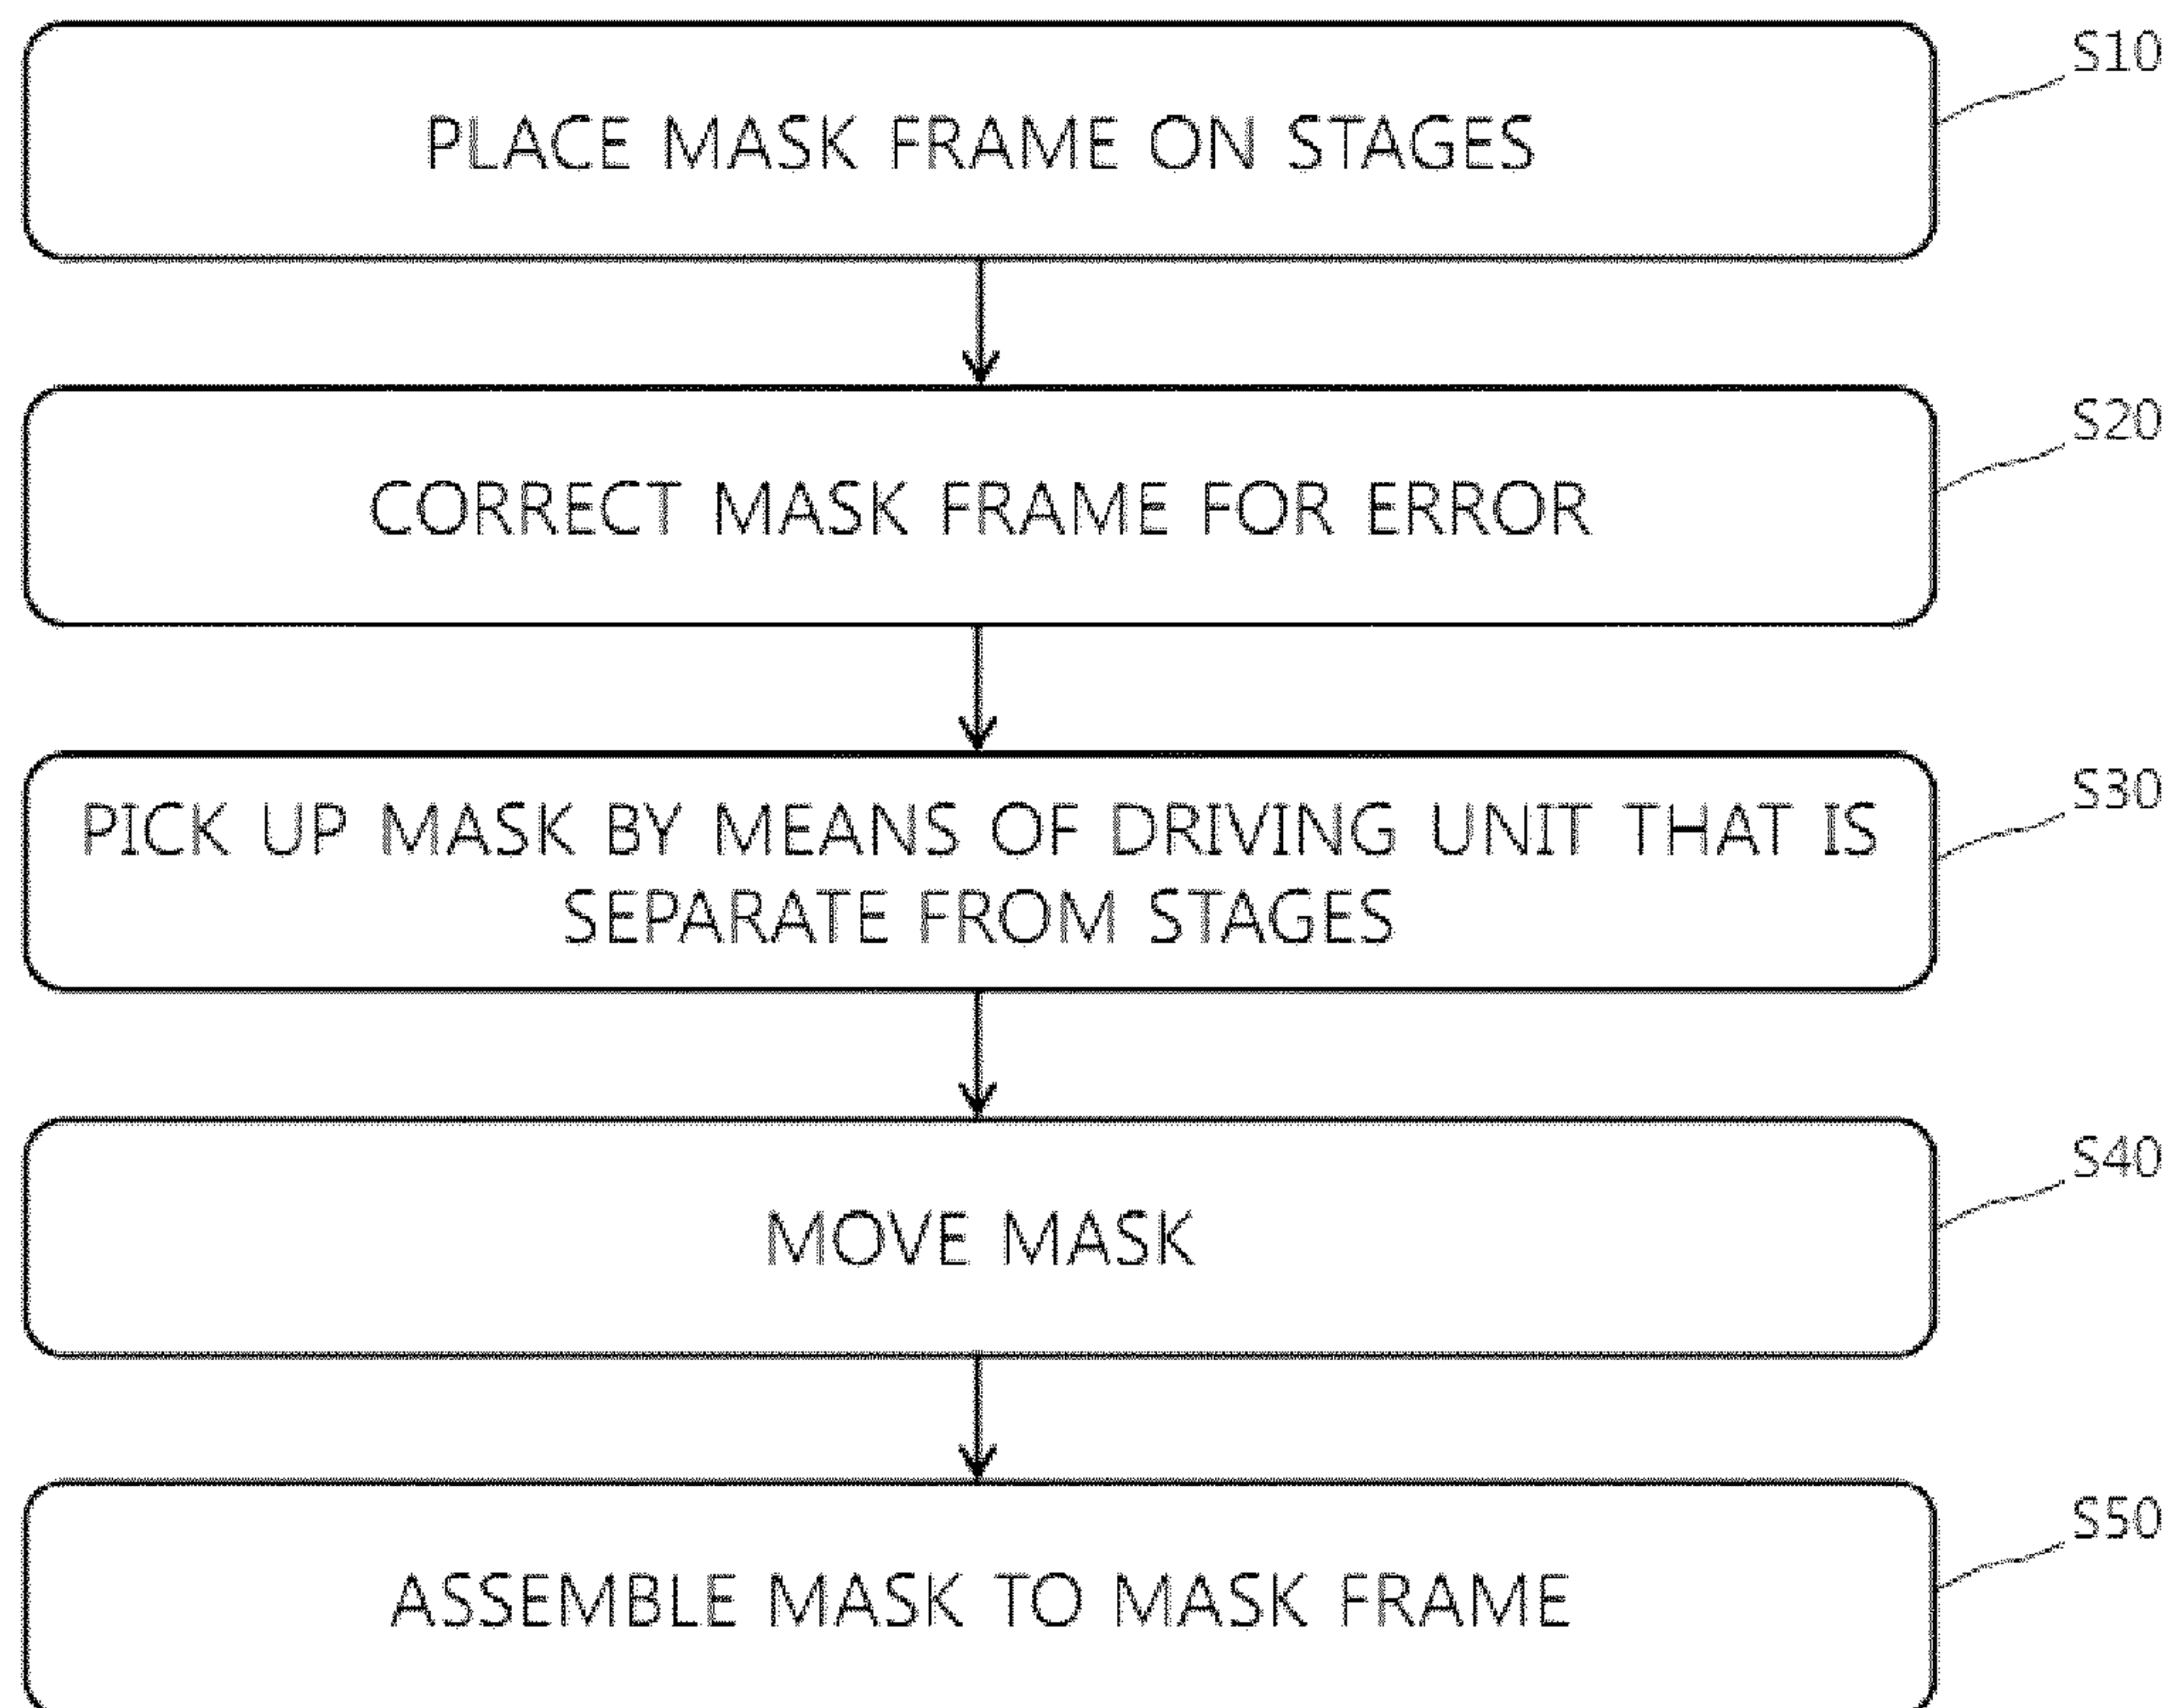 S10
PLACE MASK FRAME ON STAGES
S20
CORRECT MASK FRAME FOR ERROR
S30
PICK UP MASK BY MEANS OF DRIVING UNIT THAT IS
SEPARATE FROM STAGES
S40
MOVE MASK
S50
ASSEMBLE MASK TO MASK FRAME